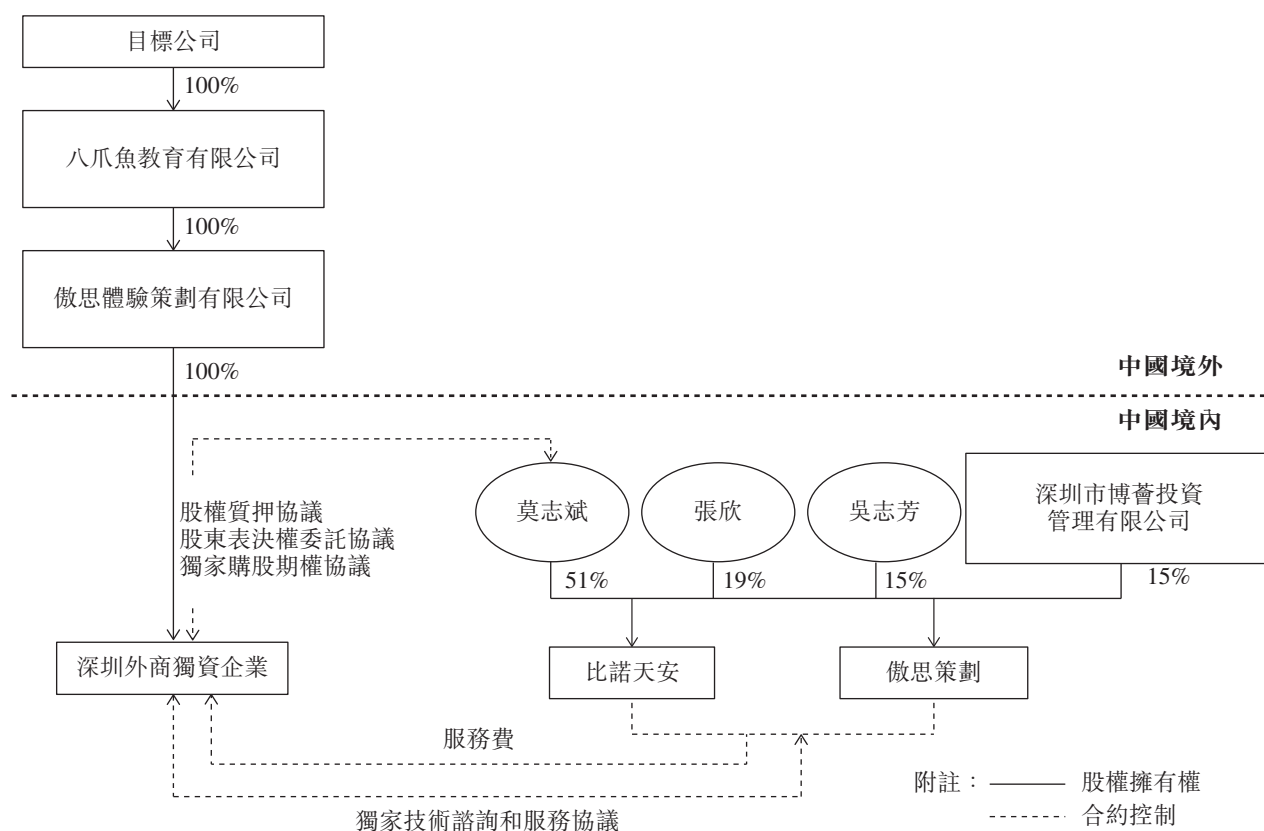 目標公司
100%
八爪魚教育有限公司
100%
傲思體驗策劃有限公司
100%
中國境外
中國境內
股權質押協議
股東表決權委託協議
獨家購股期權協議
莫志斌
張欣
吳志芳
深圳市博薈投資
管理有限公司
51%
19%
15%
15%
深圳外商獨資企業
比諾天安
傲思策劃
服務費
獨家技術諮詢和服務協議
附註：
股權擁有權
合約控制